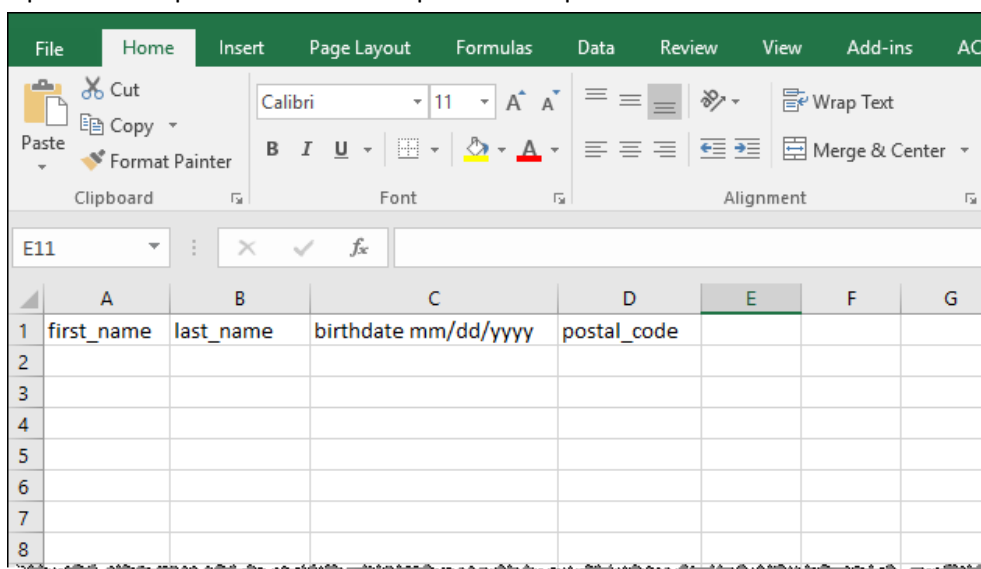 File Home Insert Page Layout Formulas Data Review View Add-ins AC
Cut
Calibri 11 A A Wrap Text
Copy
Paste
Format Painter B I U A Merge & Center
Clipboard Font Alignment
E11 fx
A B C D E F G
1 first_name last_name birthdate mm/dd/yyyy postal_code
2
3
4
5
6
7
8